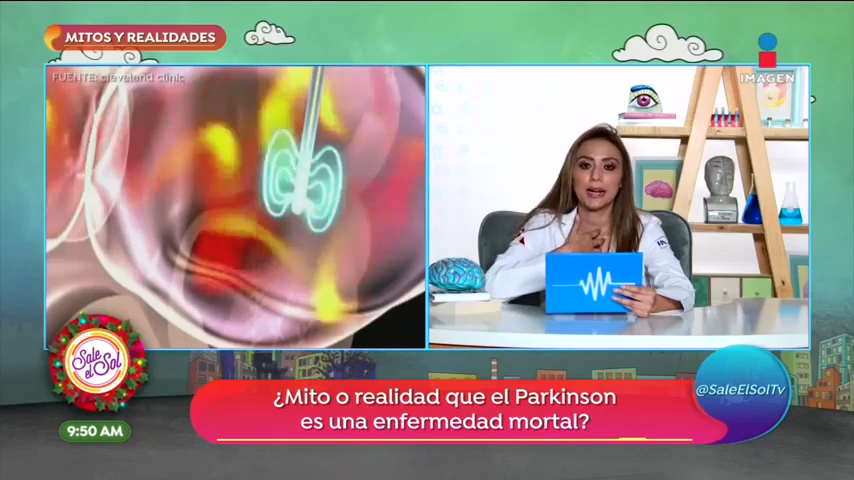 MITOS Y REALIDADES
FUENTE: cleveland clinic
IMAGEN
Sale
el Sol
9:50 AM
¿Mito o realidad que el Parkinson
es una enfermedad mortal?
@SaleElSolTv